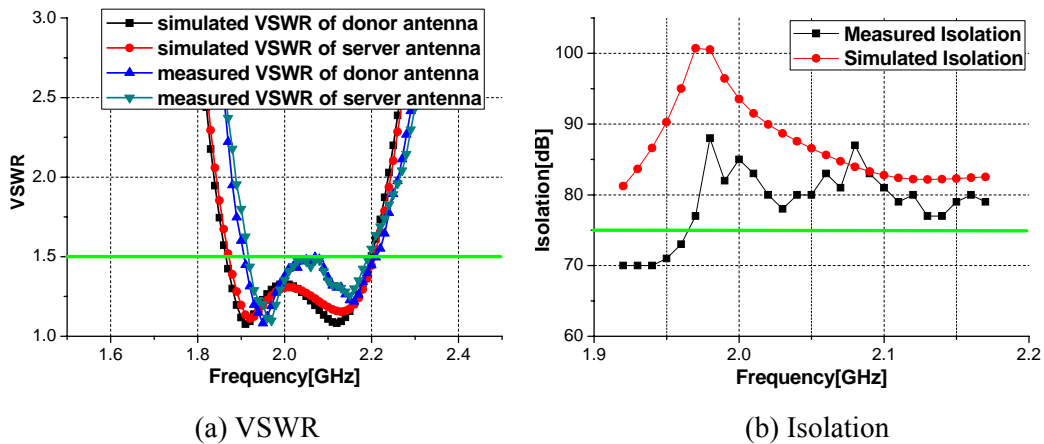 simulated VSWR of donor antenna
simulated VSWR of server antenna
measured VSWR of donor antenna
measured VSWR of server antenna
3.0
2.5
2.0
1.5
1.0
VSWR
1.6 1.8 2.0 2.2 2.4
Frequency[GHz]
(a) VSWR
Measured Isolation
Simulated Isolation
100
90
80
70
60
Isolation[dB]
1.9 2.0 2.1 2.2
Frequency[GHz]
(b) Isolation